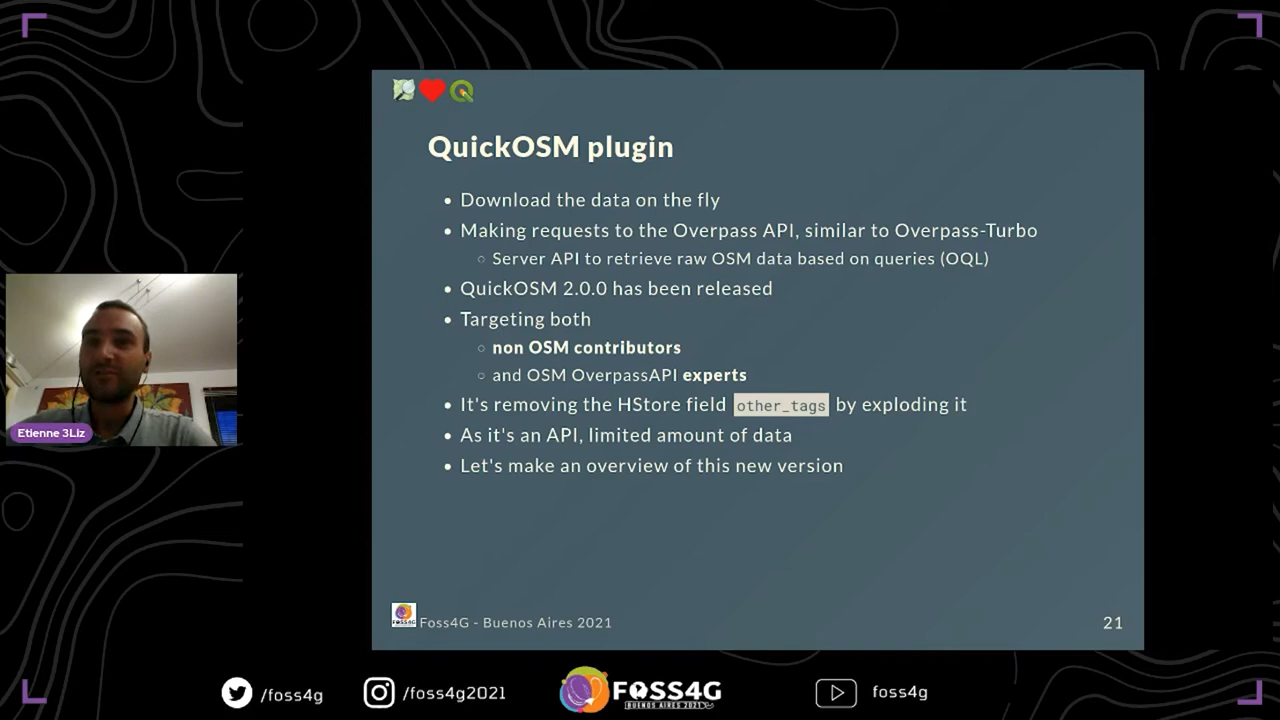 QuickOSM plugin
Download the data on the fly
Making requests to the Overpass API, similar to Overpass-Turbo
Server API to retrieve raw OSM data based on queries (OQL)
QuickOSM 2.0.0 has been released
Targeting both
non OSM contributors
and OSM OverpassAPI experts
It's removing the HStore field other_tags by exploding it
As it's an API, limited amount of data
Let's make an overview of this new version
Etienne 3Liz
FOSS4G
Foss4G - Buenos Aires 2021
21
/foss4g
/foss4g2021
FOSS4G
BUENOS AIRES 2021
foss4g